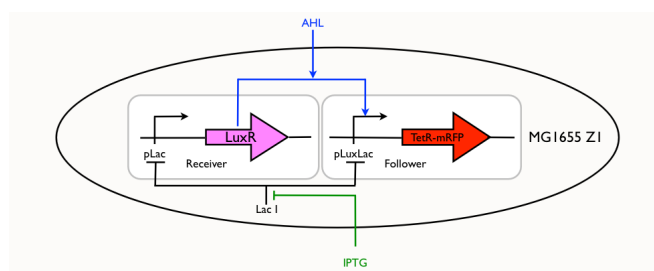 AHL
LuxR
TetR-mRFP
MG1655 Z1
pLac
Receiver
pLuxLac
Follower
Lac I
IPTG